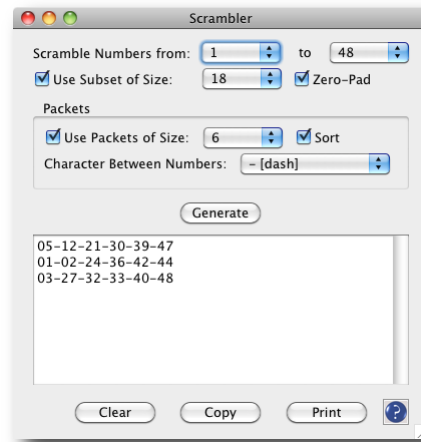 Scrambler
Scramble Numbers from: 1 to 48
Use Subset of Size: 18 Zero-Pad
Packets
Use Packets of Size: 6 Sort
Character Between Numbers: - [dash]
Generate
05-12-21-30-39-47
01-02-24-36-42-44
03-27-32-33-40-48
Clear Copy Print ?